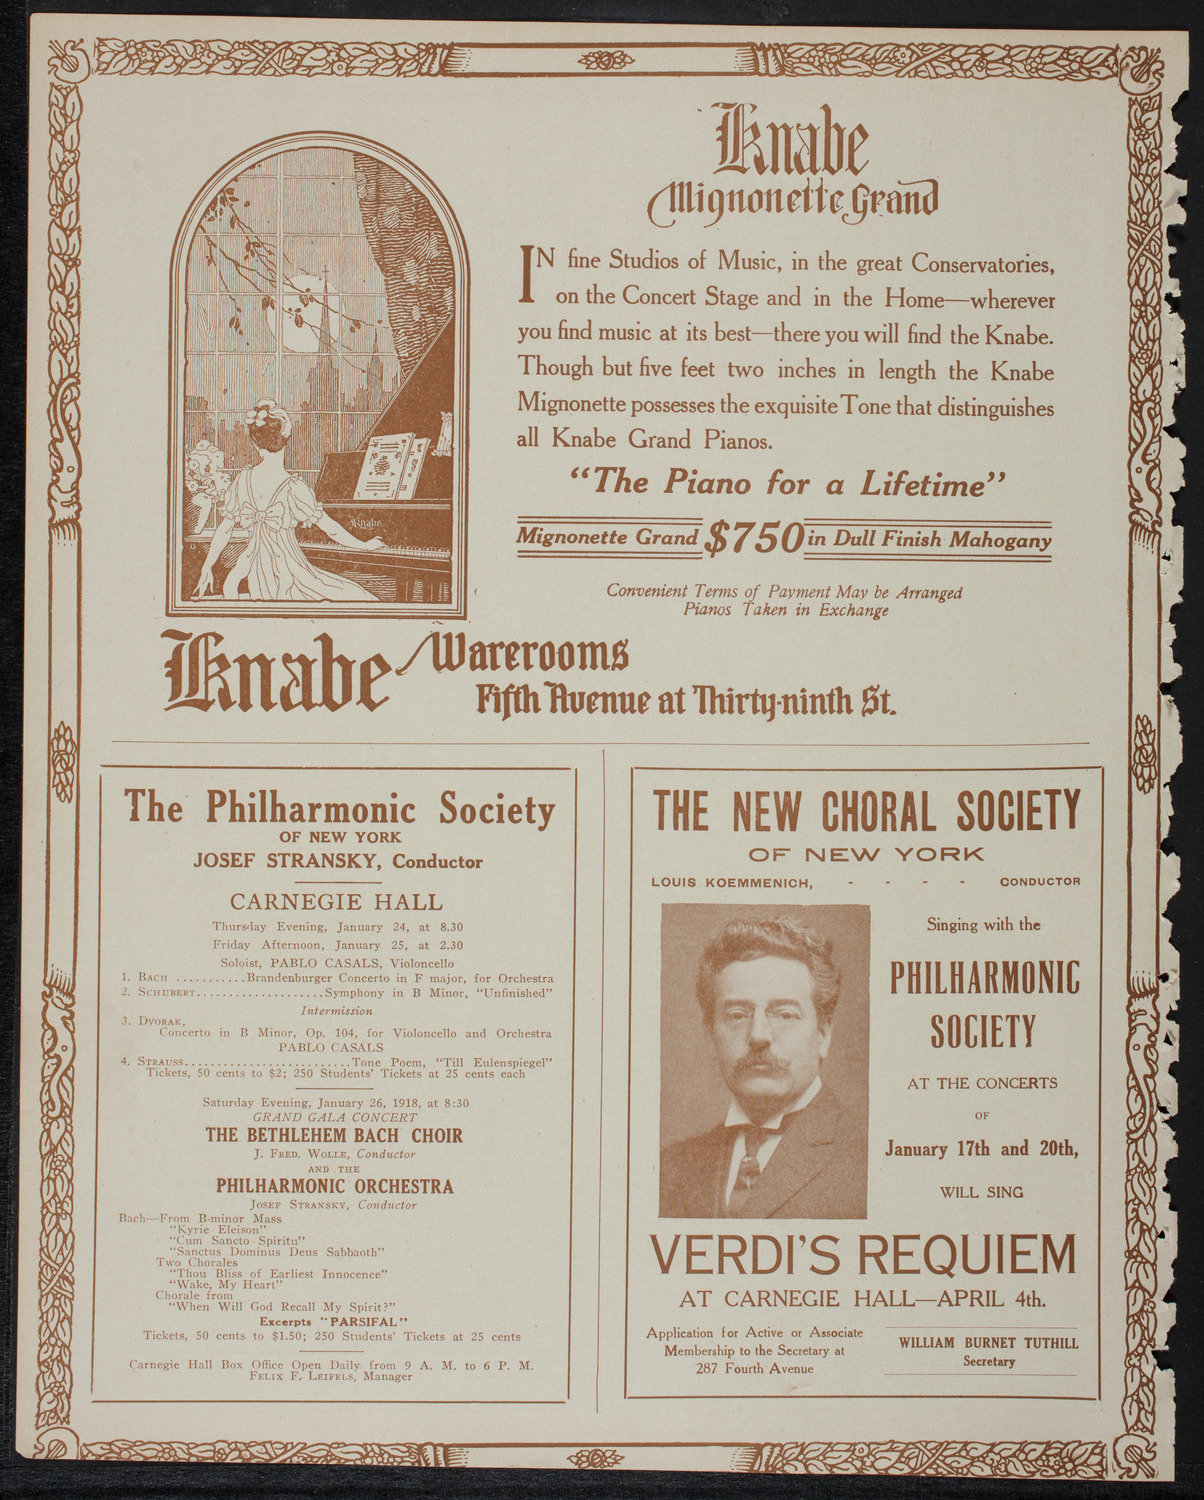 Knabe
Mignonette Grand
IN fine Studios of Music, in the great Conservatories,
on the Concert Stage and in the Home—wherever
you find music at its best—there you will find the Knabe.
Though but five feet two inches in length the Knabe
Mignonette possesses the exquisite Tone that distinguishes
all Knabe Grand Pianos.
"The Piano for a Lifetime"
Mignonette Grand $750 in Dull Finish Mahogany
Convenient Terms of Payment May be Arranged
Pianos Taken in Exchange
Knabe
Knabe Warerooms
Fifth Avenue at Thirty-ninth St.
The Philharmonic Society
OF NEW YORK
JOSEF STRANSKY, Conductor
CARNEGIE HALL
Thursday Evening, January 24, at 8.30
Friday Afternoon, January 25, at 2.30
Soloist, PABLO CASALS, Violoncello
1. BACH ...........Brandenburger Concerto in F major, for Orchestra
2. SCHUBERT....................Symphony in B Minor, "Unfinished"
Intermission
3. DVORAK,
Concerto in B Minor, Op. 104, for Violoncello and Orchestra
PABLO CASALS
4. STRAUSS..........................Tone Poem, "Till Eulenspiegel"
Tickets, 50 cents to $2; 250 Students' Tickets at 25 cents each
Saturday Evening, January 26, 1918, at 8:30
GRAND GALA CONCERT
THE BETHLEHEM BACH CHOIR
J. FRED. WOLLE, Conductor
AND THE
PHILHARMONIC ORCHESTRA
JOSEF STRANSKY, Conductor
Bach—From B-minor Mass
"Kyrie Eleison"
"Cum Sancto Spiritu"
"Sanctus Dominus Deus Sabbaoth"
Two Chorales
"Thou Bliss of Earliest Innocence"
"Wake, My Heart"
Chorale from
"When Will God Recall My Spirit?"
Excerpts "PARSIFAL"
Tickets, 50 cents to $1.50; 250 Students' Tickets at 25 cents
Carnegie Hall Box Office Open Daily from 9 A. M. to 6 P. M.
FELIX F. LEIFELS, Manager
THE NEW CHORAL SOCIETY
OF NEW YORK
LOUIS KOEMMENICH, - - - - CONDUCTOR
Singing with the
PHILHARMONIC
SOCIETY
AT THE CONCERTS
OF
January 17th and 20th,
WILL SING
VERDI'S REQUIEM
AT CARNEGIE HALL—APRIL 4th.
Application for Active or Associate
Membership to the Secretary at
287 Fourth Avenue
WILLIAM BURNET TUTHILL
Secretary